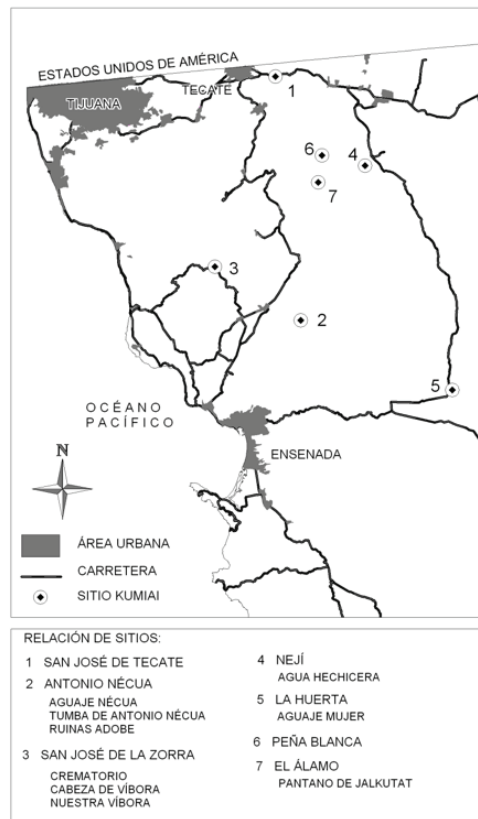 ESTADOS UNIDOS DE AMÉRICA
TIJUANA
TECATE
1
6
4
7
3
2
5
OCÉANO
PACÍFICO
ENSENADA
N
ÁREA URBANA
CARRETERA
SITIO KUMIAI
RELACIÓN DE SITIOS:
1 SAN JOSÉ DE TECATE
2 ANTONIO NÉCUA
AGUAJE NÉCUA
TUMBA DE ANTONIO NÉCUA
RUINAS ADOBE
3 SAN JOSÉ DE LA ZORRA
CREMATORIO
CABEZA DE VÍBORA
NUESTRA VÍBORA
4 NEJÍ
AGUA HECHICERA
5 LA HUERTA
AGUAJE MUJER
6 PEÑA BLANCA
7 EL ÁLAMO
PANTANO DE JALKUTAT